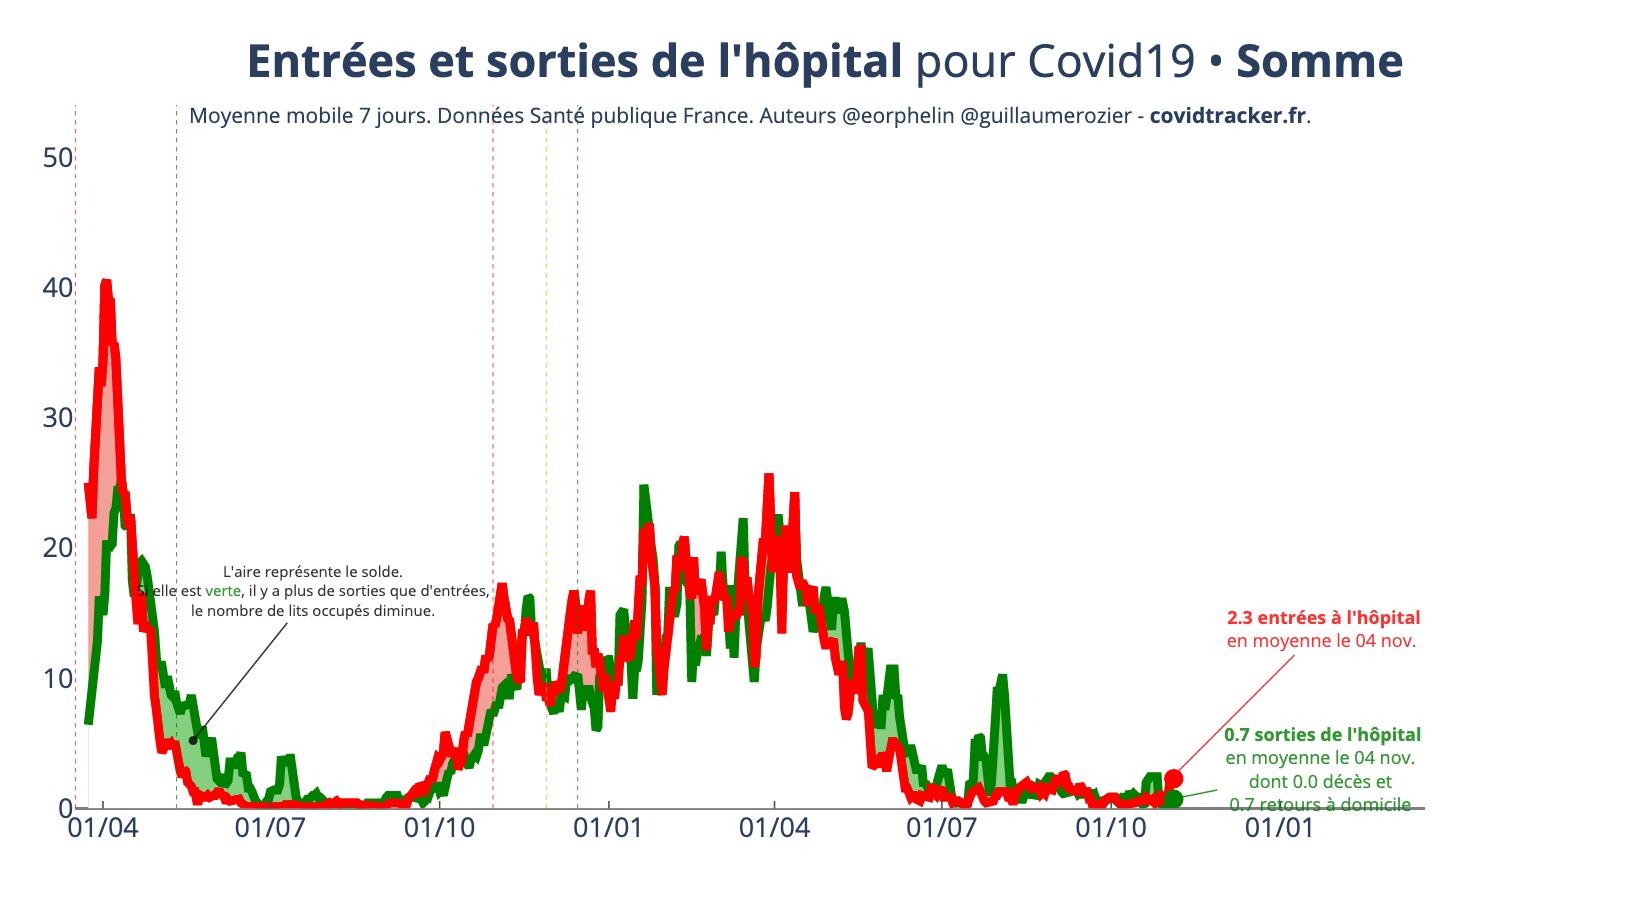 Entrées et sorties de l'hôpital pour Covid19 • Somme
Moyenne mobile 7 jours. Données Santé publique France. Auteurs @eorphelin @guillaumerozier - covidtracker.fr.
50
40
30
20
10
0
L'aire représente le solde.
Si elle est verte, il y a plus de sorties que d'entrées,
le nombre de lits occupés diminue.
2.3 entrées à l'hôpital
en moyenne le 04 nov.
0.7 sorties de l'hôpital
en moyenne le 04 nov.
dont 0.0 décès et
0.7 retours à domicile
01/04 01/07 01/10 01/01 01/04 01/07 01/10 01/01